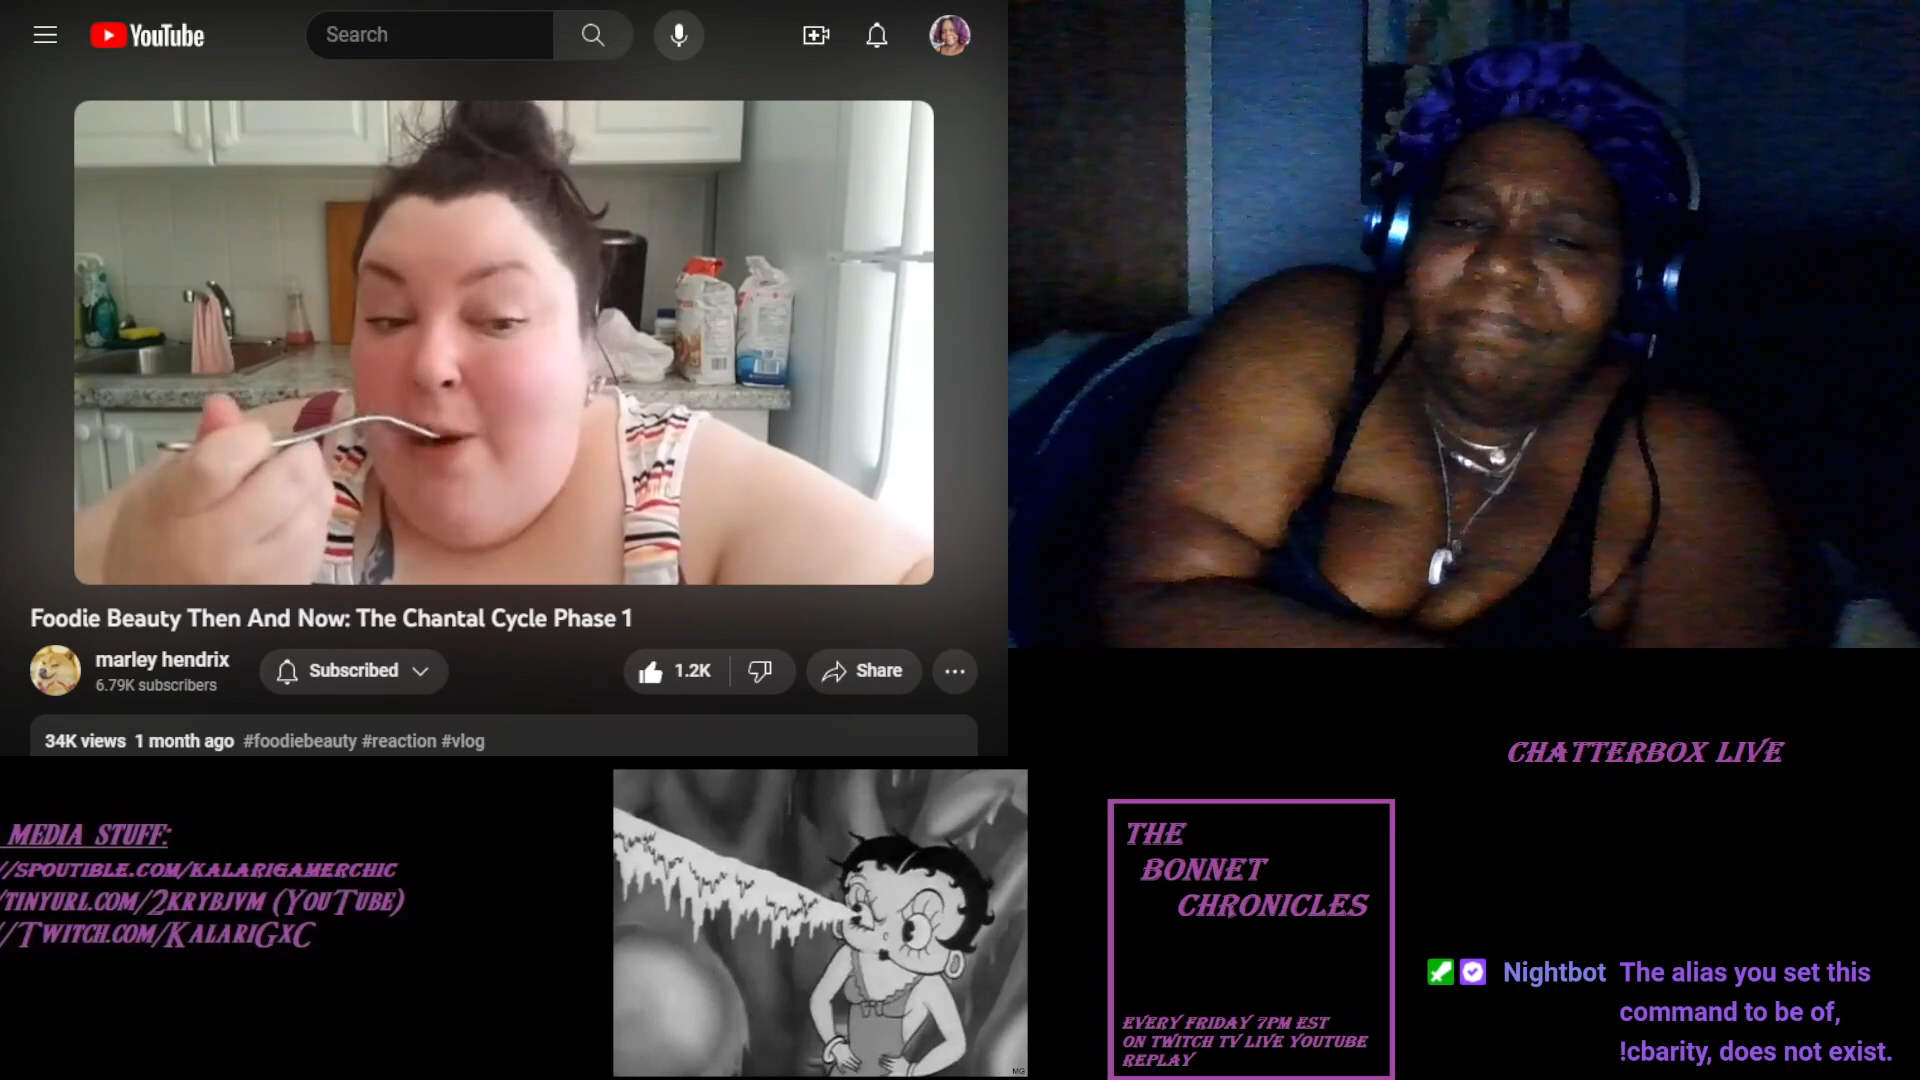 YouTube
Search
Foodie Beauty Then And Now: The Chantal Cycle Phase 1
marley hendrix
6.79K subscribers
Subscribed
1.2K
Share
34K views 1 month ago #foodiebeauty #reaction #vlog
CHATTERBOX LIVE
MEDIA STUFF:
//SPOUTIBLE.COM/KALARIGAMERCHIC
/TINYURL.COM/2KRYBJVM (YOUTUBE)
//TWITCH.COM/KALARIGXC
THE
BONNET
CHRONICLES
EVERY FRIDAY 7PM EST
ON TWITCH TV LIVE YOUTUBE
REPLAY
Nightbot The alias you set this
command to be of,
!cbarity, does not exist.
MG